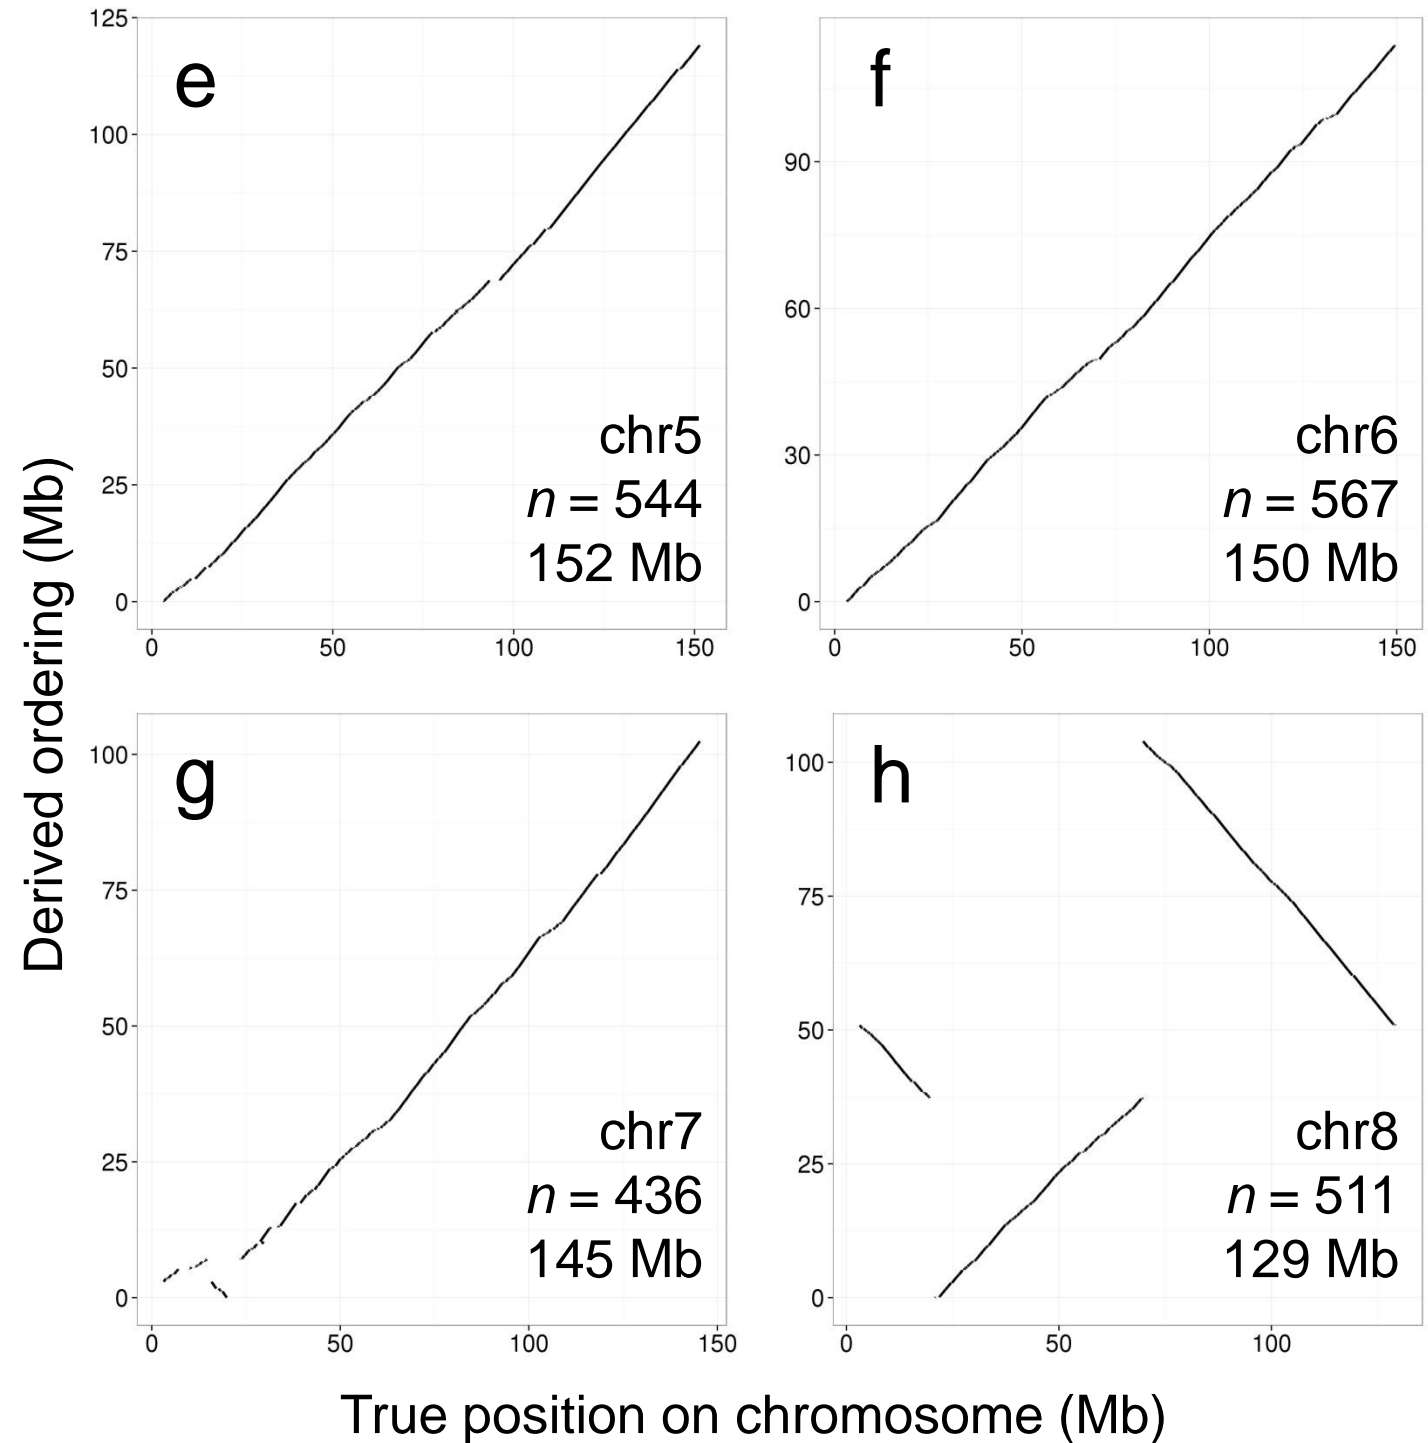 Derived ordering (Mb)
e
125
100
75
50
25
0
chr5
n = 544
152 Mb
0 50 100 150
f
90
60
30
0
chr6
n = 567
150 Mb
0 50 100 150
g
100
75
50
25
0
chr7
n = 436
145 Mb
0 50 100 150
h
100
75
50
25
0
chr8
n = 511
129 Mb
0 50 100
True position on chromosome (Mb)